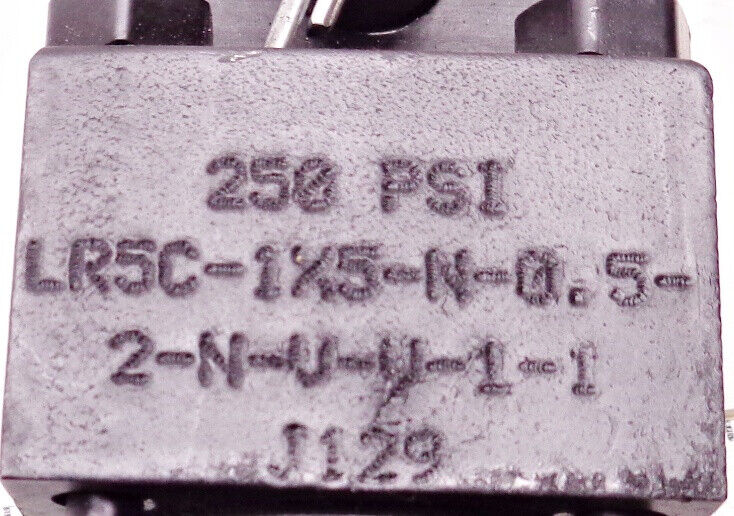 250 PSI
LR5C-1X5-N-0.5-
2-N-V-V-1-1
J129